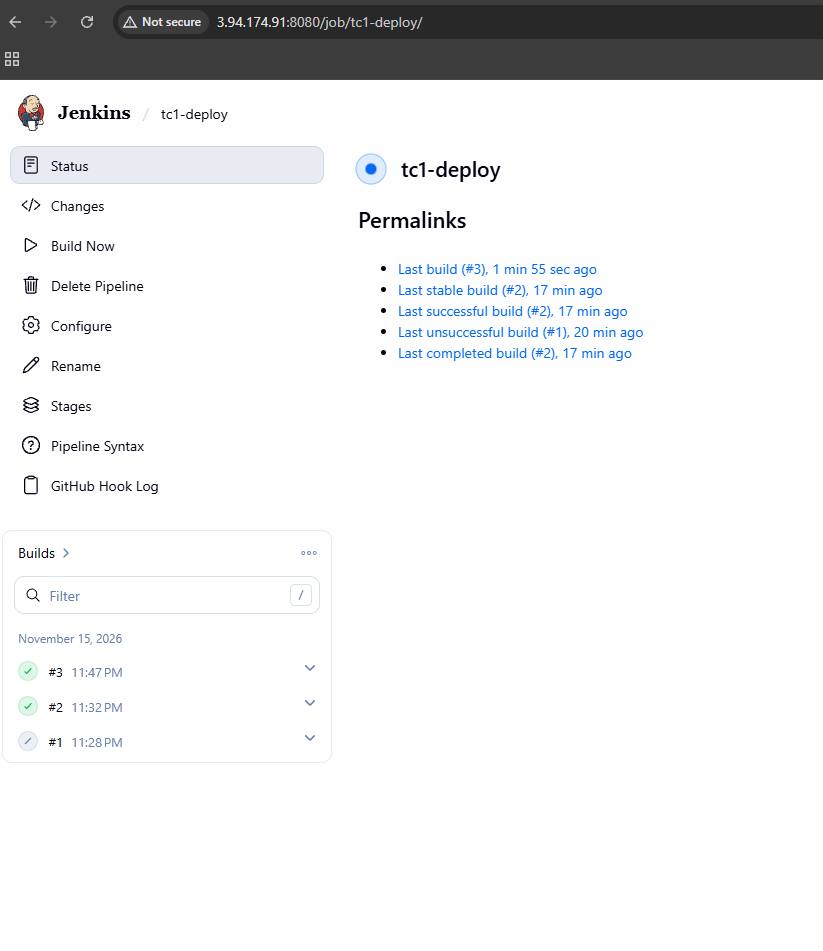 Not secure 3.94.174.91:8080/job/tc1-deploy/
Jenkins / tc1-deploy
Status
Changes
Build Now
Delete Pipeline
Configure
Rename
Stages
Pipeline Syntax
GitHub Hook Log
tc1-deploy
Permalinks
Last build (#3), 1 min 55 sec ago
Last stable build (#2), 17 min ago
Last successful build (#2), 17 min ago
Last unsuccessful build (#1), 20 min ago
Last completed build (#2), 17 min ago
Builds
Filter /
November 15, 2026
#3 11:47 PM
#2 11:32 PM
#1 11:28 PM